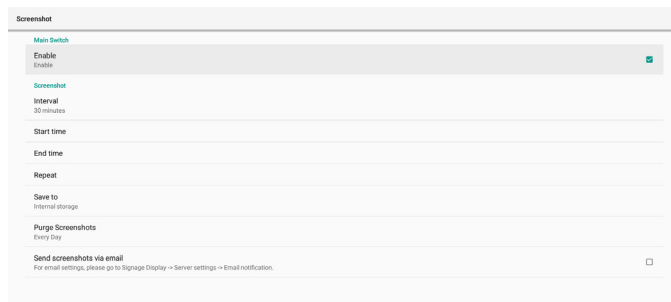 Screenshot
Main Switch
Enable
Enable
Screenshot
Interval
30 minutes
Start time
End time
Repeat
Save to
Internal storage
Purge Screenshots
Every Day
Send screenshots via email
For email settings, please go to Signage Display -> Server settings -> Email notification.